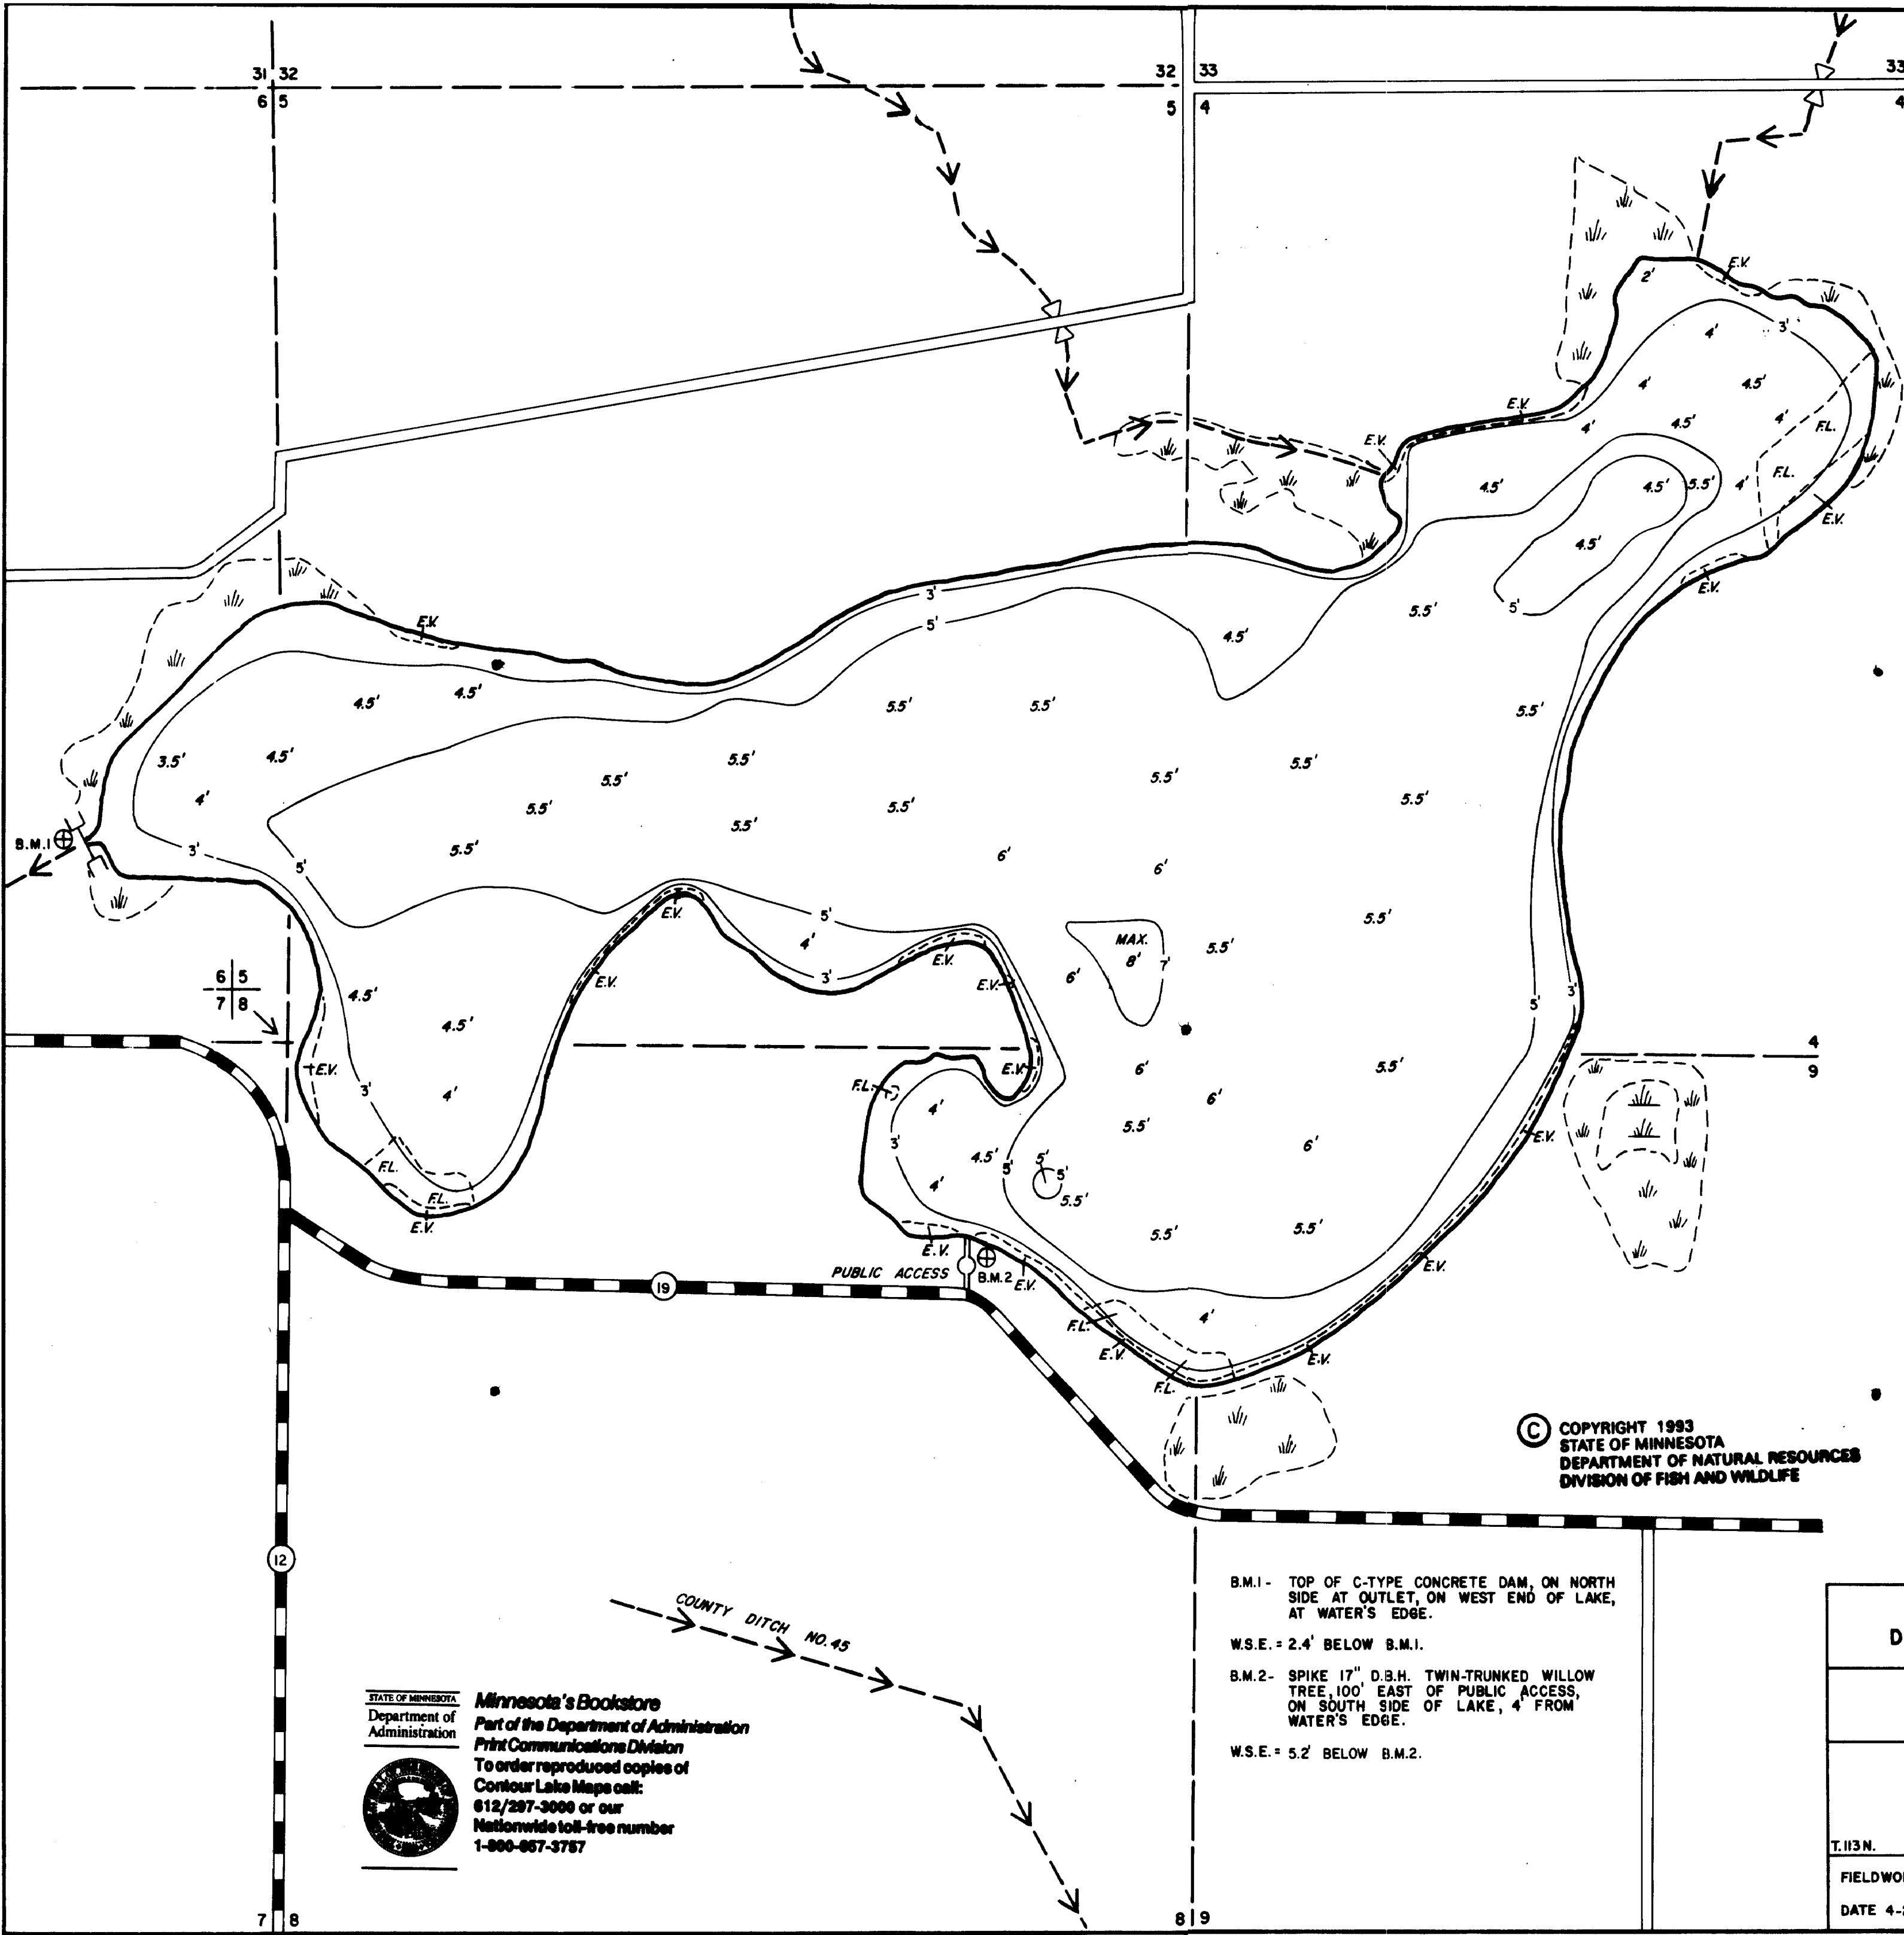 31 32
6 5
32 33
5 4
33
4
2'
E.V.
3'
4'
4' 4.5'
E.V.
4' 4.5' 4' F.L.
E.V.
4.5' 4.5' 5.5' 4' F.L.
E.V.
4.5'
E.V.
3'
5.5' 5'
E.V. 5'
4.5'
4.5' 4.5'
5.5' 5.5' 5.5'
3.5' 4.5' 5.5' 5.5' 5.5'
5.5'
4' 5.5' 5.5' 5.5'
5.5'
B.M.1
3' 5.5' 6' 6'
5'
E.V. 5' 5.5'
4' MAX. 5.5'
8' 7'
E.V.
6 5
7 8
E.V. 3' E.V. 6'
4.5' 5' 3'
4.5'
4
9
E.V. E.V. 6' 5.5'
3' 4' F.L. 4' 6'
5.5' E.V.
3' 6'
4.5' 5' 5' 5'
F.L. 4' 5.5'
F.L.
E.V. 5.5' 5.5'
E.V.
E.V.
PUBLIC ACCESS
B.M.2 E.V.
19
F.L. 4'
E.V. E.V.
F.L.
C COPYRIGHT 1993
STATE OF MINNESOTA
DEPARTMENT OF NATURAL RESOURCES
DIVISION OF FISH AND WILDLIFE
12
B.M.1 - TOP OF C-TYPE CONCRETE DAM, ON NORTH
SIDE AT OUTLET, ON WEST END OF LAKE,
AT WATER'S EDGE.
W.S.E. = 2.4' BELOW B.M.1.
B.M.2- SPIKE 17" D.B.H. TWIN-TRUNKED WILLOW
TREE, 100' EAST OF PUBLIC ACCESS,
ON SOUTH SIDE OF LAKE, 4' FROM
WATER'S EDGE.
W.S.E. = 5.2' BELOW B.M.2.
COUNTY DITCH NO. 45
STATE OF MINNESOTA
Department of
Administration
Minnesota's Bookstore
Part of the Department of Administration
Print Communications Division
To order reproduced copies of
Contour Lake Maps call:
612/297-3000 or our
Nationwide toll-free number
1-800-657-3757
D
T.113N.
FIELDWO
DATE 4-
7 8
8 9